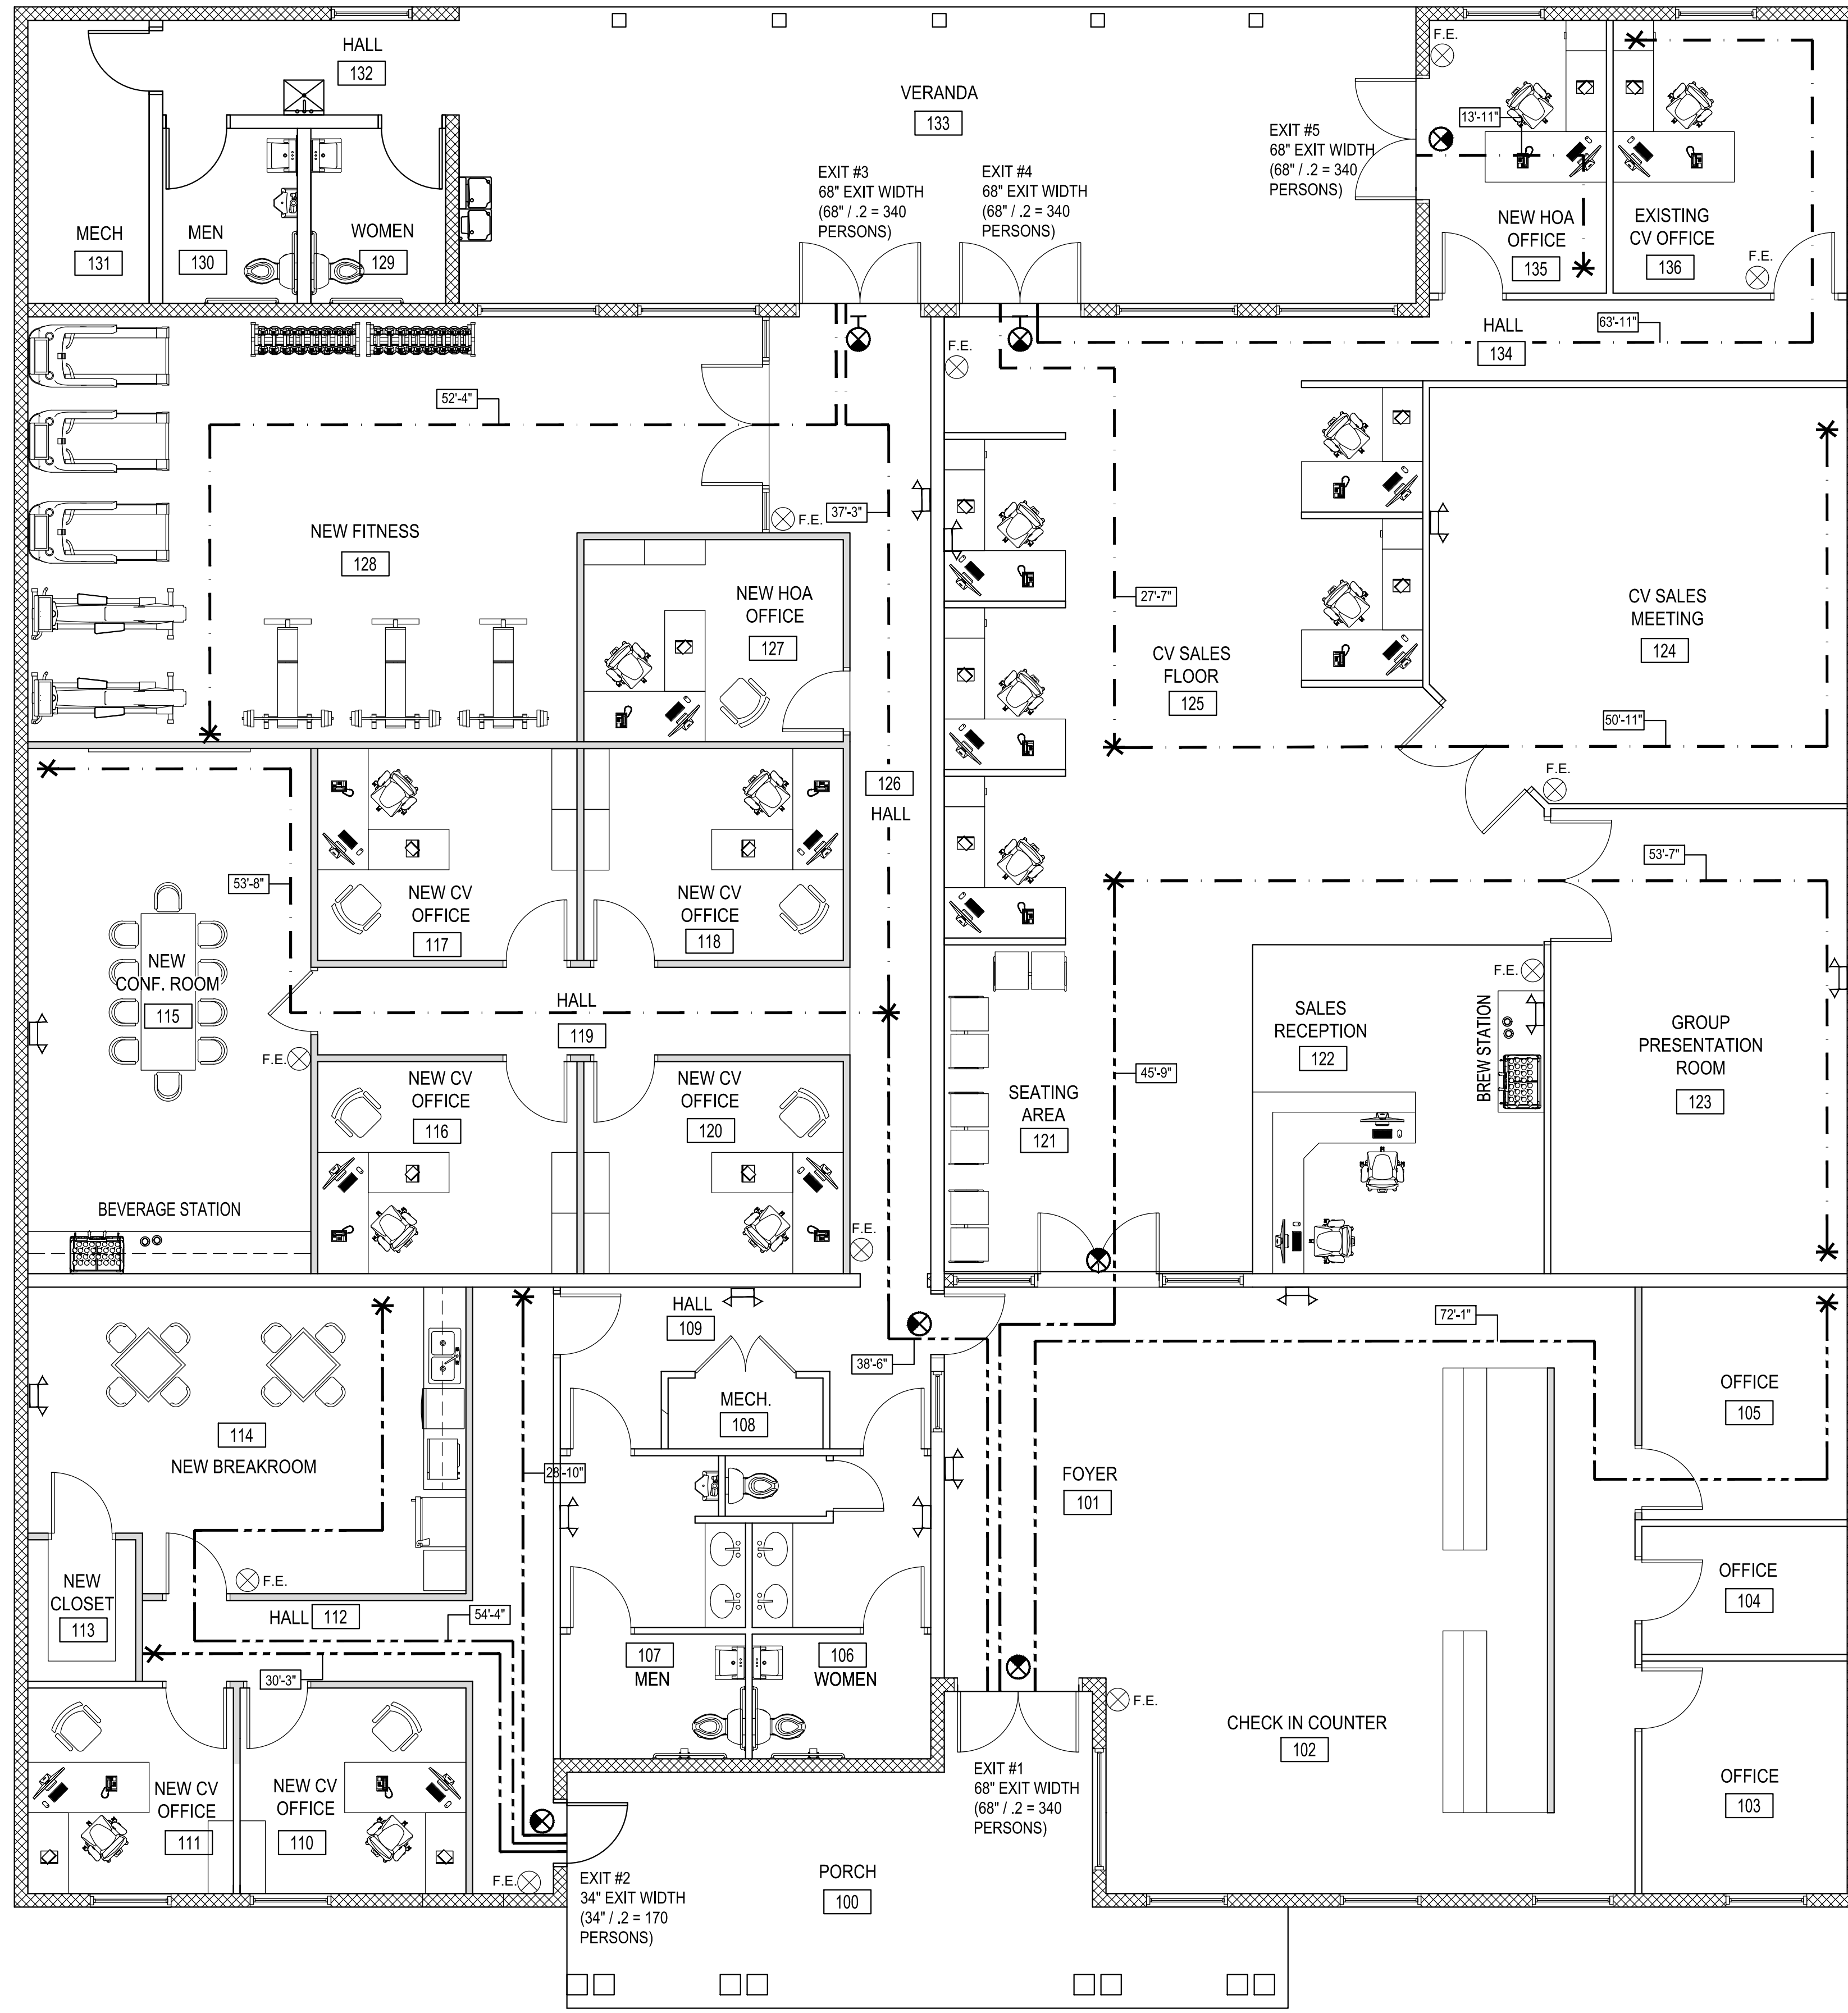 HALL
132
VERANDA
133
F.E.
13'-11"
EXIT #5
68" EXIT WIDTH
(68" / .2 = 340
PERSONS)
EXIT #3
68" EXIT WIDTH
(68" / .2 = 340
PERSONS)
EXIT #4
68" EXIT WIDTH
(68" / .2 = 340
PERSONS)
MECH
131
MEN
130
WOMEN
129
NEW HOA
OFFICE
135
EXISTING
CV OFFICE
136
F.E.
HALL
134
63'-11"
F.E.
52'-4"
37'-3"
F.E.
NEW FITNESS
128
NEW HOA
OFFICE
127
27'-7"
CV SALES
FLOOR
125
CV SALES
MEETING
124
50'-11"
F.E.
126
HALL
53'-8"
53'-7"
NEW CV
OFFICE
117
NEW CV
OFFICE
118
NEW
CONF. ROOM
115
HALL
119
F.E.
SALES
RECEPTION
122
F.E.
BREW STATION
GROUP
PRESENTATION
ROOM
123
NEW CV
OFFICE
116
NEW CV
OFFICE
120
SEATING
AREA
121
45'-9"
BEVERAGE STATION
F.E.
HALL
109
38'-6"
72'-1"
MECH.
108
OFFICE
105
114
NEW BREAKROOM
28'-10"
FOYER
101
F.E.
NEW
CLOSET
113
HALL 112
54'-4"
30'-3"
107
MEN
106
WOMEN
OFFICE
104
F.E.
CHECK IN COUNTER
102
OFFICE
103
NEW CV
OFFICE
111
NEW CV
OFFICE
110
F.E.
EXIT #1
68" EXIT WIDTH
(68" / .2 = 340
PERSONS)
EXIT #2
34" EXIT WIDTH
(34" / .2 = 170
PERSONS)
PORCH
100